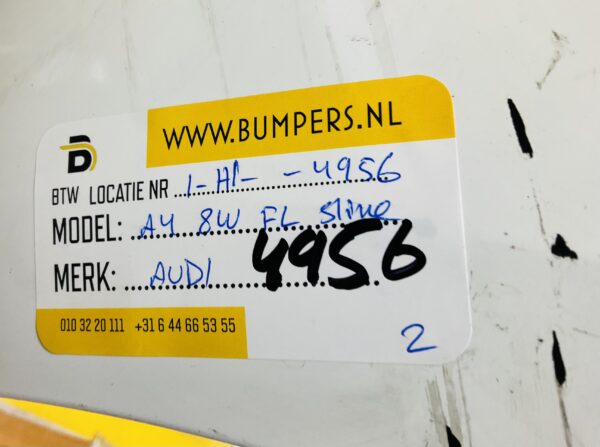 WWW.BUMPERS.NL
D
BTW LOCATIE NR 1-H1- -4956
MODEL: A4 8W FL Sline
4956
MERK: AUDI
010 32 20 111 +31 6 44 66 53 55
2